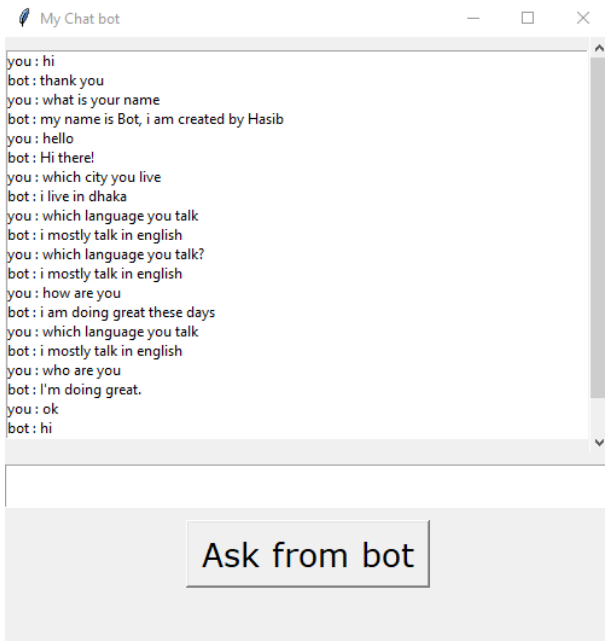 My Chat bot
you : hi
bot : thank you
you : what is your name
bot : my name is Bot, i am created by Hasib
you : hello
bot : Hi there!
you : which city you live
bot : i live in dhaka
you : which language you talk
bot : i mostly talk in english
you : which language you talk?
bot : i mostly talk in english
you : how are you
bot : i am doing great these days
you : which language you talk
bot : i mostly talk in english
you : who are you
bot : I'm doing great.
you : ok
bot : hi
Ask from bot